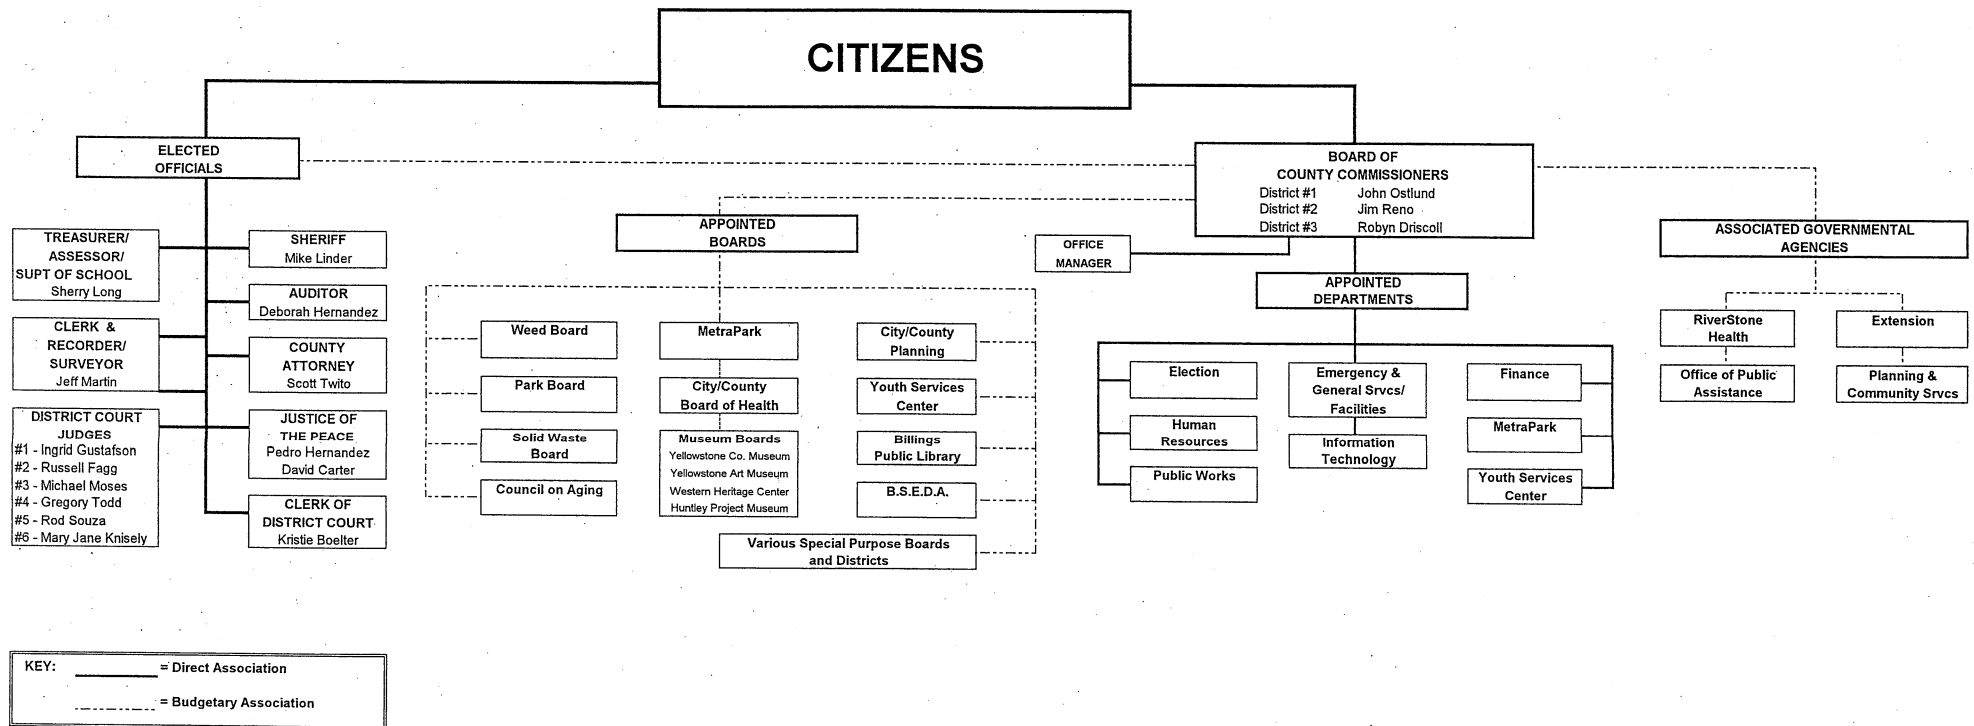 CITIZENS
ELECTED
OFFICIALS
BOARD OF
COUNTY COMMISSIONERS
District #1 John Ostlund
District #2 Jim Reno
District #3 Robyn Driscoll
TREASURER/
ASSESSOR/
SUPT OF SCHOOL
Sherry Long
SHERIFF
Mike Linder
AUDITOR
Deborah Hernandez
CLERK &
RECORDER/
SURVEYOR
Jeff Martin
COUNTY
ATTORNEY
Scott Twito
DISTRICT COURT
JUDGES
#1 - Ingrid Gustafson
#2 - Russell Fagg
#3 - Michael Moses
#4 - Gregory Todd
#5 - Rod Souza
#6 - Mary Jane Knisely
JUSTICE OF
THE PEACE
Pedro Hernandez
David Carter
CLERK OF
DISTRICT COURT
Kristie Boelter
APPOINTED
BOARDS
Weed Board
Park Board
Solid Waste
Board
Council on Aging
MetraPark
City/County
Board of Health
Museum Boards
Yellowstone Co. Museum
Yellowstone Art Museum
Western Heritage Center
Huntley Project Museum
City/County
Planning
Youth Services
Center
Billings
Public Library
B.S.E.D.A.
Various Special Purpose Boards
and Districts
OFFICE
MANAGER
APPOINTED
DEPARTMENTS
Election
Human
Resources
Public Works
Emergency &
General Srvcs/
Facilities
Information
Technology
Finance
MetraPark
Youth Services
Center
ASSOCIATED GOVERNMENTAL
AGENCIES
RiverStone
Health
Office of Public
Assistance
Extension
Planning &
Community Srvcs
KEY: = Direct Association
= Budgetary Association